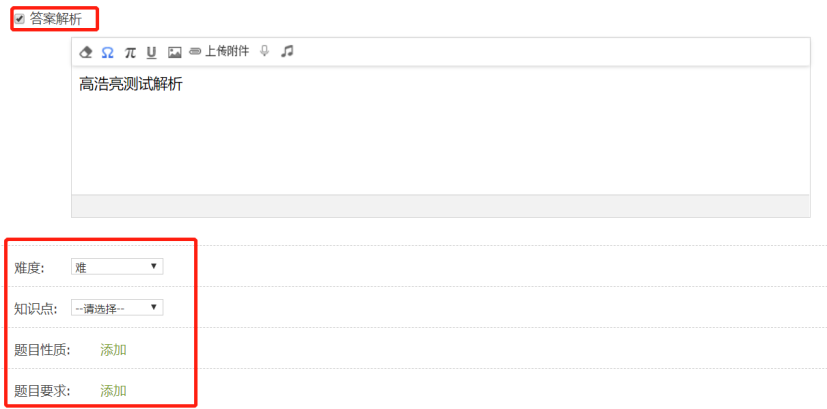 答案解析
Ω π U 上传附件
高浩亮测试解析
难度: 难
知识点: --请选择--
题目性质: 添加
题目要求: 添加